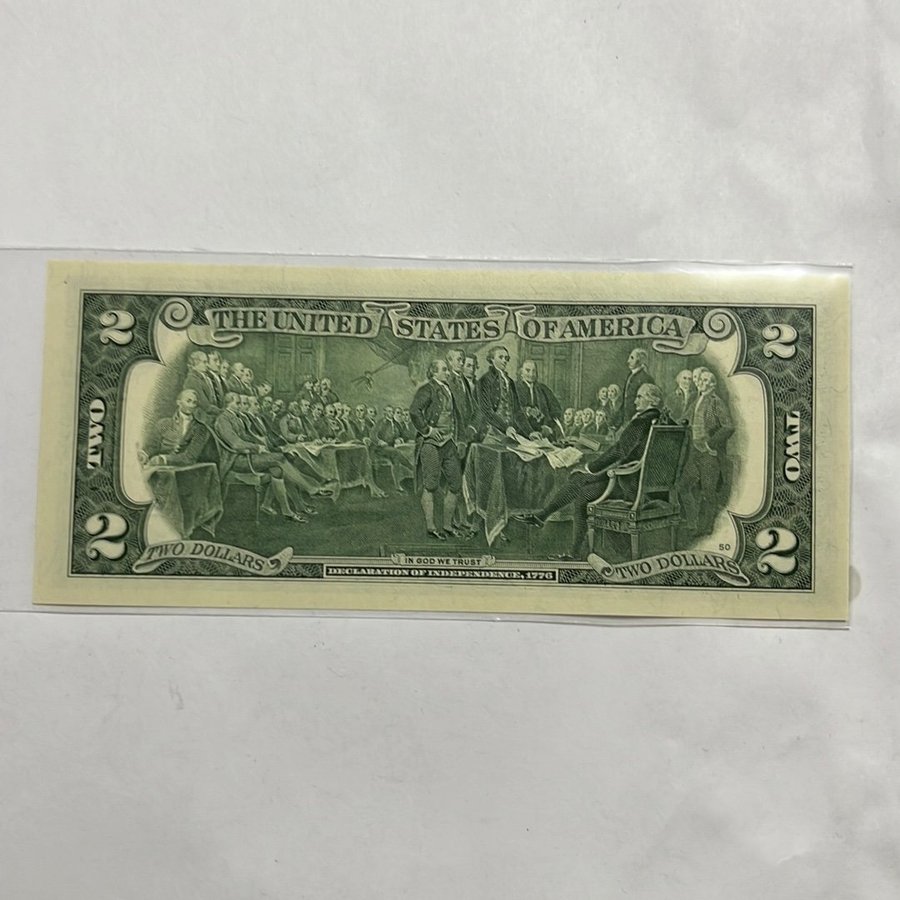 THE UNITED STATES OF AMERICA
2
2
TWO
TWO
2
2
TWO DOLLARS
IN GOD WE TRUST
50
TWO DOLLARS
DECLARATION OF INDEPENDENCE, 1776